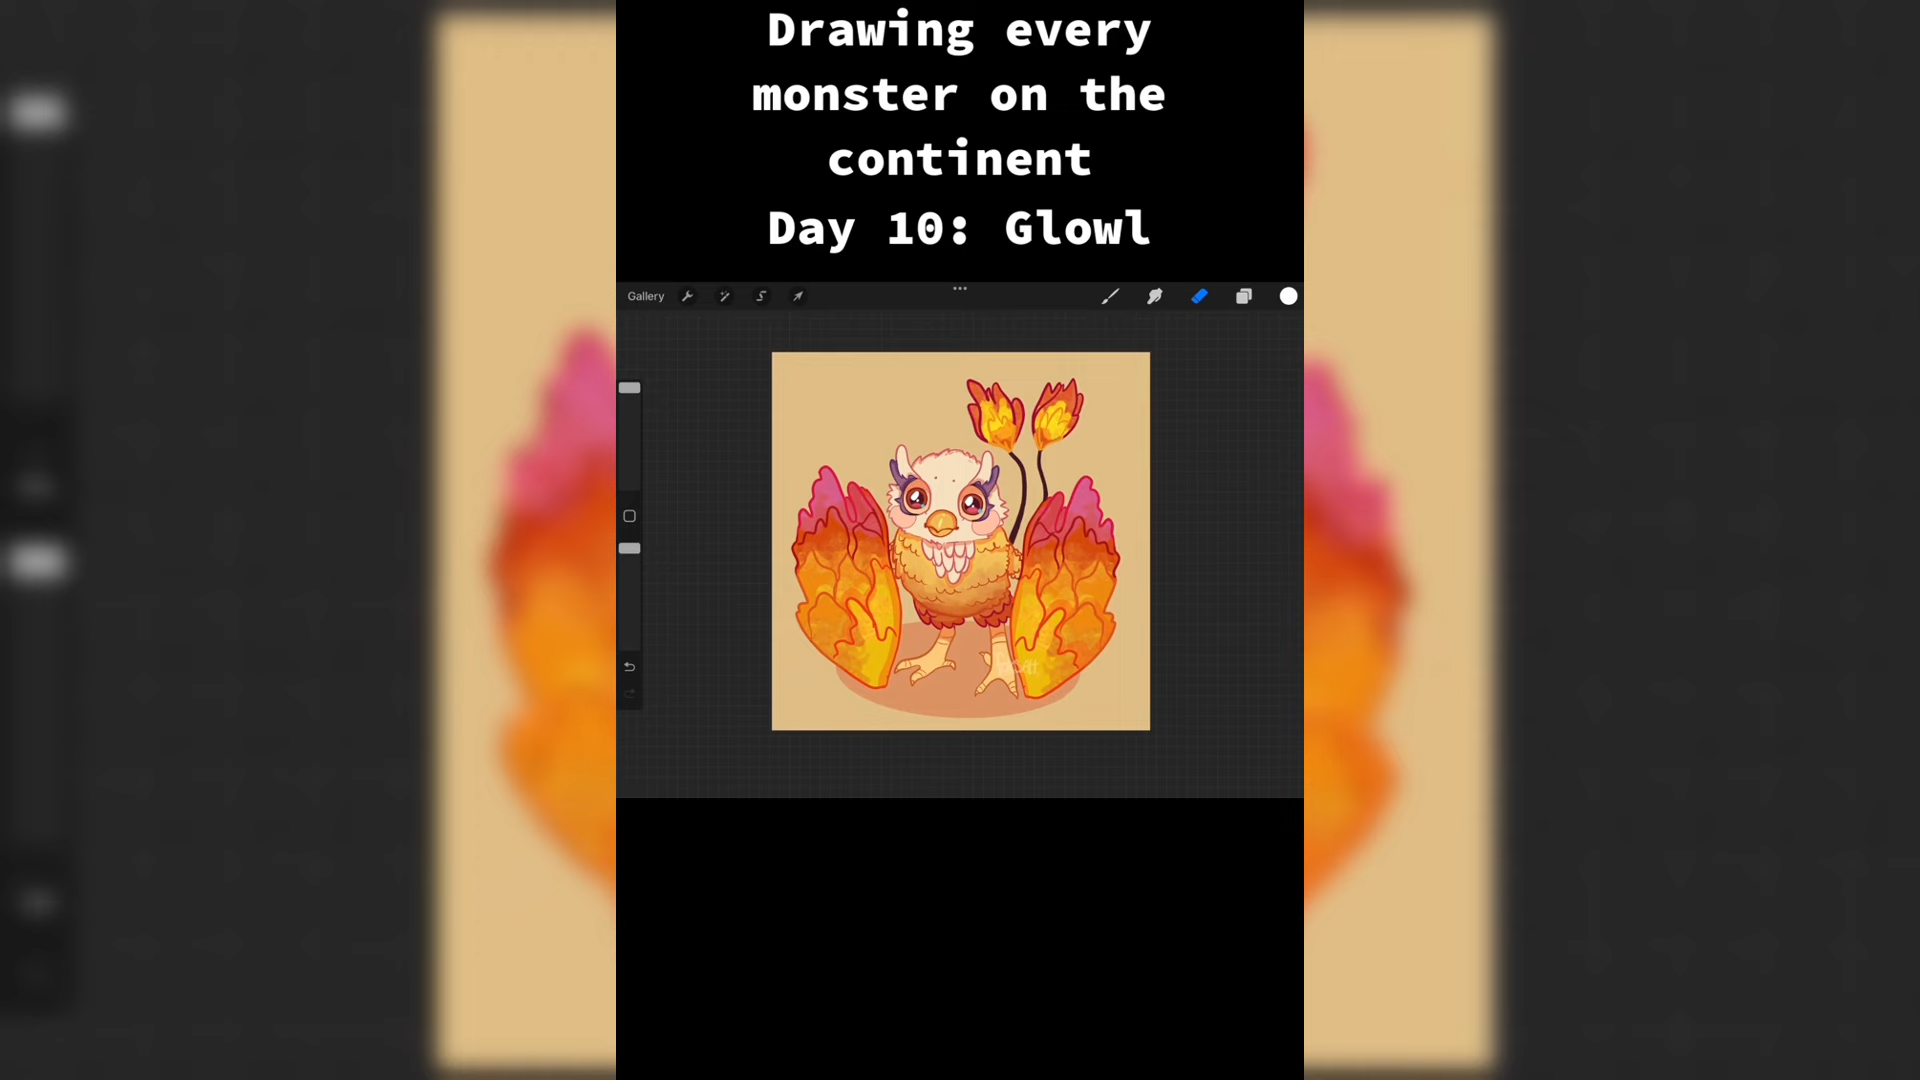 Drawing every
monster on the
continent
Day 10: Glowl
Gallery